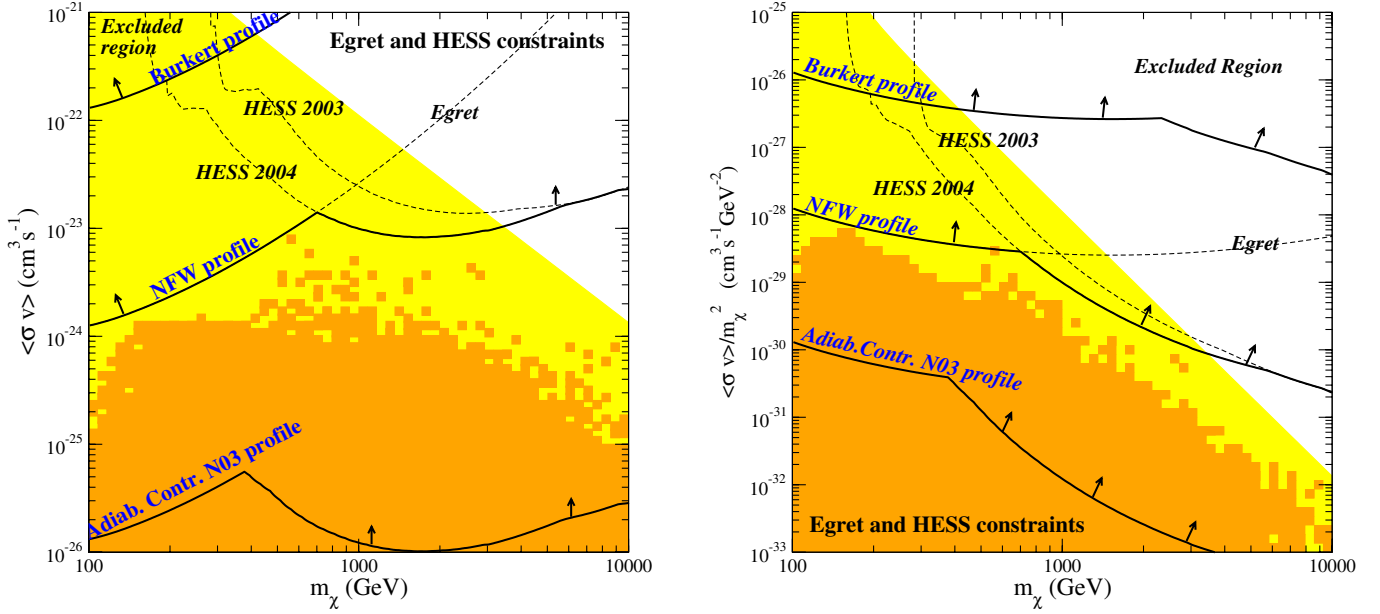 10^-21
10^-22
10^-23
10^-24
10^-25
10^-26
<σ v> (cm^3 s^-1)
Excluded
region
Burkert profile
Egret and HESS constraints
HESS 2003
Egret
HESS 2004
NFW profile
Adiab. Contr. N03 profile
100
1000
10000
m_χ (GeV)
10^-25
10^-26
10^-27
10^-28
10^-29
10^-30
10^-31
10^-32
10^-33
<σ v>/m_χ^2 (cm^3 s^-1 GeV^-2)
Excluded Region
Burkert profile
HESS 2003
HESS 2004
NFW profile
Egret
Adiab.Contr. N03 profile
Egret and HESS constraints
100
1000
10000
m_χ (GeV)